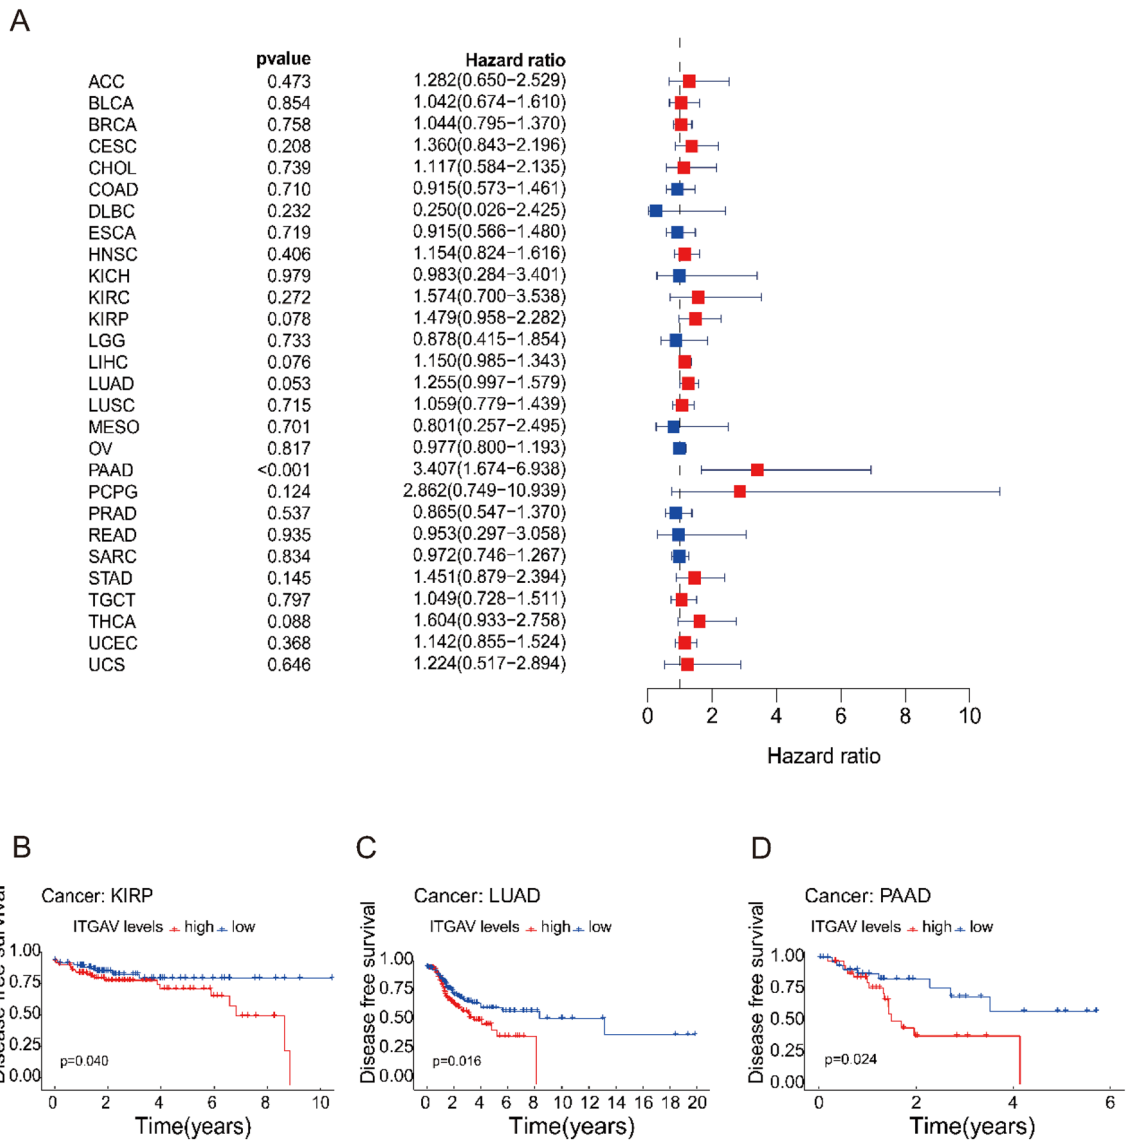 A
pvalue Hazard ratio
ACC 0.473 1.282(0.650−2.529)
BLCA 0.854 1.042(0.674−1.610)
BRCA 0.758 1.044(0.795−1.370)
CESC 0.208 1.360(0.843−2.196)
CHOL 0.739 1.117(0.584−2.135)
COAD 0.710 0.915(0.573−1.461)
DLBC 0.232 0.250(0.026−2.425)
ESCA 0.719 0.915(0.566−1.480)
HNSC 0.406 1.154(0.824−1.616)
KICH 0.979 0.983(0.284−3.401)
KIRC 0.272 1.574(0.700−3.538)
KIRP 0.078 1.479(0.958−2.282)
LGG 0.733 0.878(0.415−1.854)
LIHC 0.076 1.150(0.985−1.343)
LUAD 0.053 1.255(0.997−1.579)
LUSC 0.715 1.059(0.779−1.439)
MESO 0.701 0.801(0.257−2.495)
OV 0.817 0.977(0.800−1.193)
PAAD <0.001 3.407(1.674−6.938)
PCPG 0.124 2.862(0.749−10.939)
PRAD 0.537 0.865(0.547−1.370)
READ 0.935 0.953(0.297−3.058)
SARC 0.834 0.972(0.746−1.267)
STAD 0.145 1.451(0.879−2.394)
TGCT 0.797 1.049(0.728−1.511)
THCA 0.088 1.604(0.933−2.758)
UCEC 0.368 1.142(0.855−1.524)
UCS 0.646 1.224(0.517−2.894)
0 2 4 6 8 10
Hazard ratio
B
Cancer: KIRP
ITGAV levels high low
Disease free survival
1.00
0.75
0.50
0.25
0.00
p=0.040
0 2 4 6 8 10
Time(years)
C
Cancer: LUAD
ITGAV levels high low
Disease free survival
1.00
0.75
0.50
0.25
0.00
p=0.016
0 2 4 6 8 10 12 14 16 18 20
Time(years)
D
Cancer: PAAD
ITGAV levels high low
Disease free survival
1.00
0.75
0.50
0.25
0.00
p=0.024
0 2 4 6
Time(years)